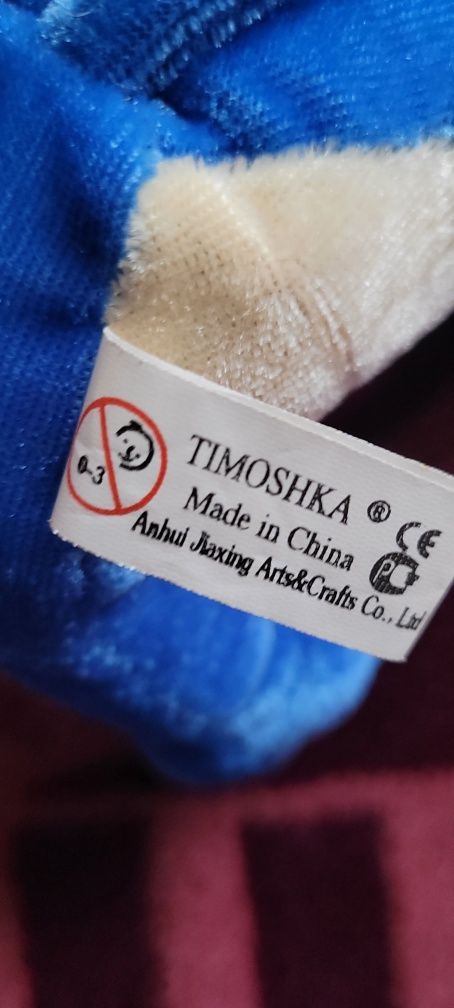 0-3
TIMOSHKA ® CE
Made in China
Anhui Jiaxing Arts&Crafts Co., Ltd